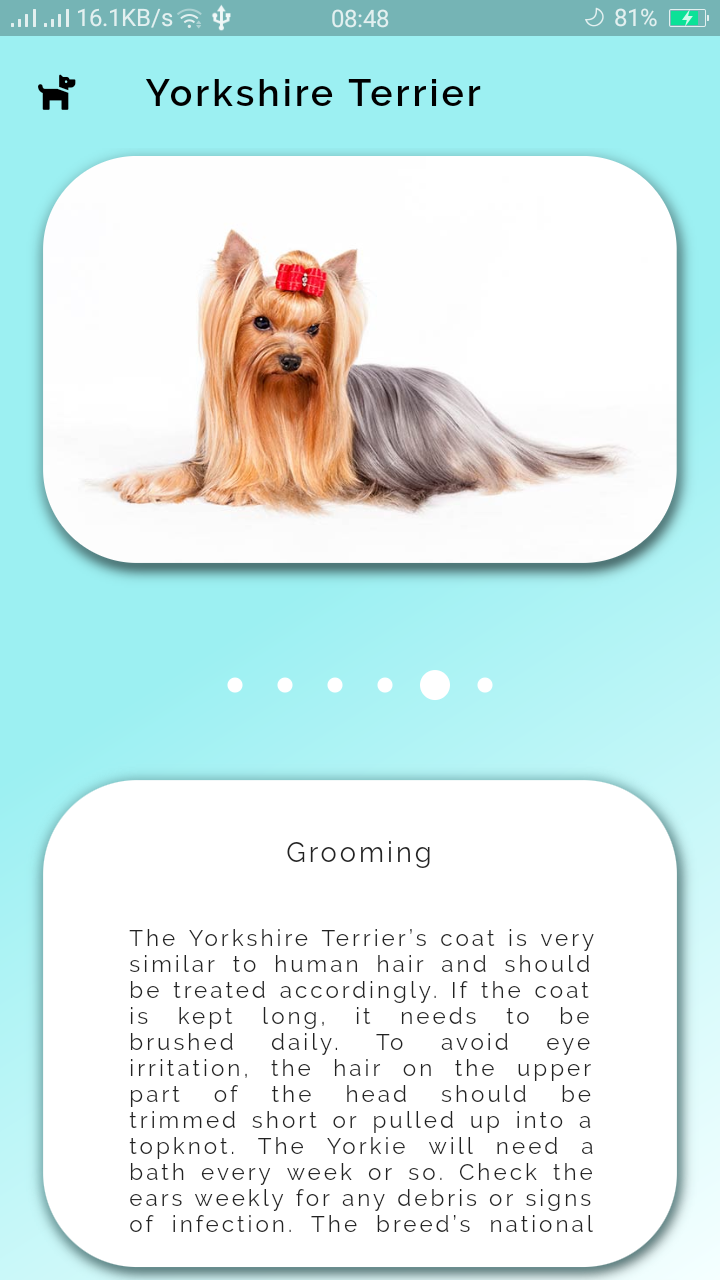 16.1KB/s 08:48 81%
Yorkshire Terrier
Grooming
The Yorkshire Terrier’s coat is very
similar to human hair and should
be treated accordingly. If the coat
is kept long, it needs to be
brushed daily. To avoid eye
irritation, the hair on the upper
part of the head should be
trimmed short or pulled up into a
topknot. The Yorkie will need a
bath every week or so. Check the
ears weekly for any debris or signs
of infection. The breed’s national